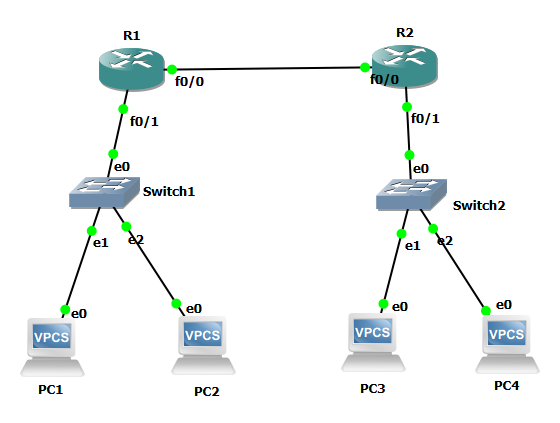 R1
R2
f0/0
f0/0
f0/1
f0/1
e0
e0
Switch1
Switch2
e1
e2
e1
e2
e0
e0
e0
e0
VPCS
VPCS
VPCS
VPCS
PC1
PC2
PC3
PC4